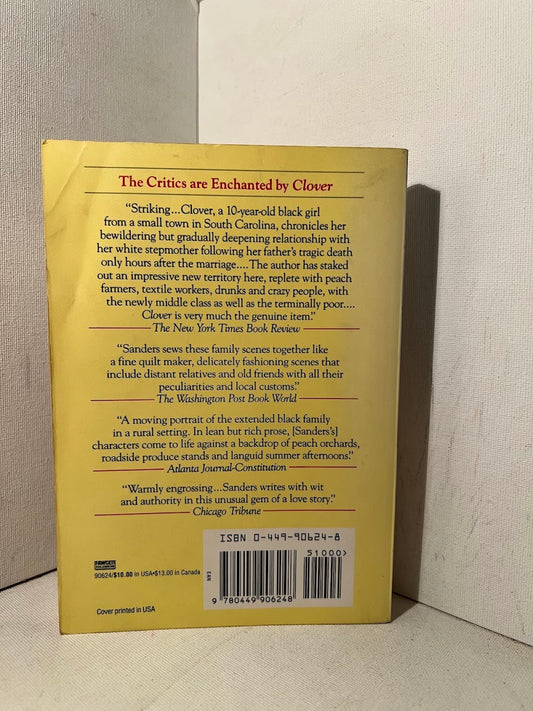 The Critics are Enchanted by Clover
“Striking...Clover, a 10-year-old black girl
from a small town in South Carolina, chronicles her
bewildering but gradually deepening relationship with
her white stepmother following her father's tragic death
only hours after the marriage....The author has staked
out an impressive new territory here, replete with peach
farmers, textile workers, drunks and crazy people, with
the newly middle class as well as the terminally poor....
Clover is very much the genuine item.”
The New York Times Book Review
“Sanders sews these family scenes together like
a fine quilt maker, delicately fashioning scenes that
include distant relatives and old friends with all their
peculiarities and local customs.”
The Washington Post Book World
“A moving portrait of the extended black family
in a rural setting. In lean but rich prose, [Sanders's]
characters come to life against a backdrop of peach orchards,
roadside produce stands and languid summer afternoons.”
Atlanta Journal-Constitution
“Warmly engrossing...Sanders writes with wit
and authority in this unusual gem of a love story.”
Chicago Tribune
ISBN 0-449-90624-8
51000>
EAN
9 780449 906248
FAWCETT
COLUMBINE
90624/$10.00 in USA•$13.00 in Canada
Cover printed in USA